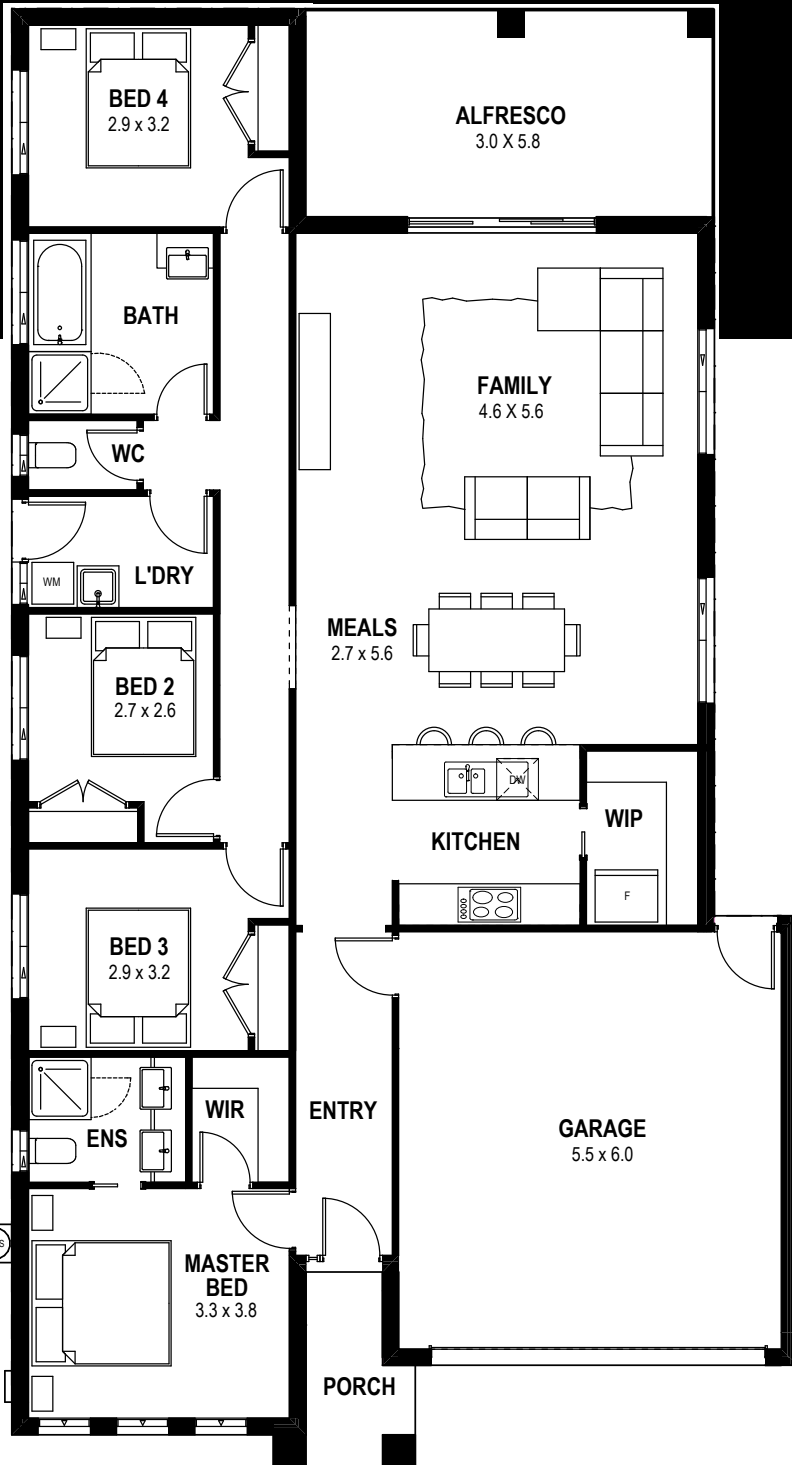 BED 4
2.9 x 3.2
ALFRESCO
3.0 X 5.8
BATH
FAMILY
4.6 X 5.6
WC
WM
L'DRY
MEALS
2.7 x 5.6
BED 2
2.7 x 2.6
DW
WIP
KITCHEN
F
BED 3
2.9 x 3.2
WIR
ENTRY
ENS
GARAGE
5.5 x 6.0
MASTER
BED
3.3 x 3.8
PORCH